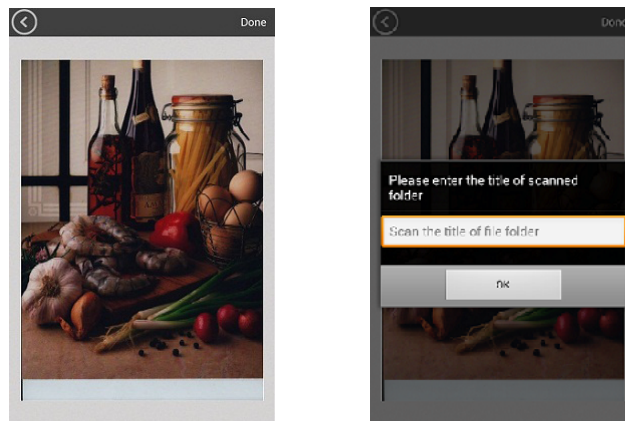 Done
Done
Please enter the title of scanned
folder
Scan the title of file folder
OK